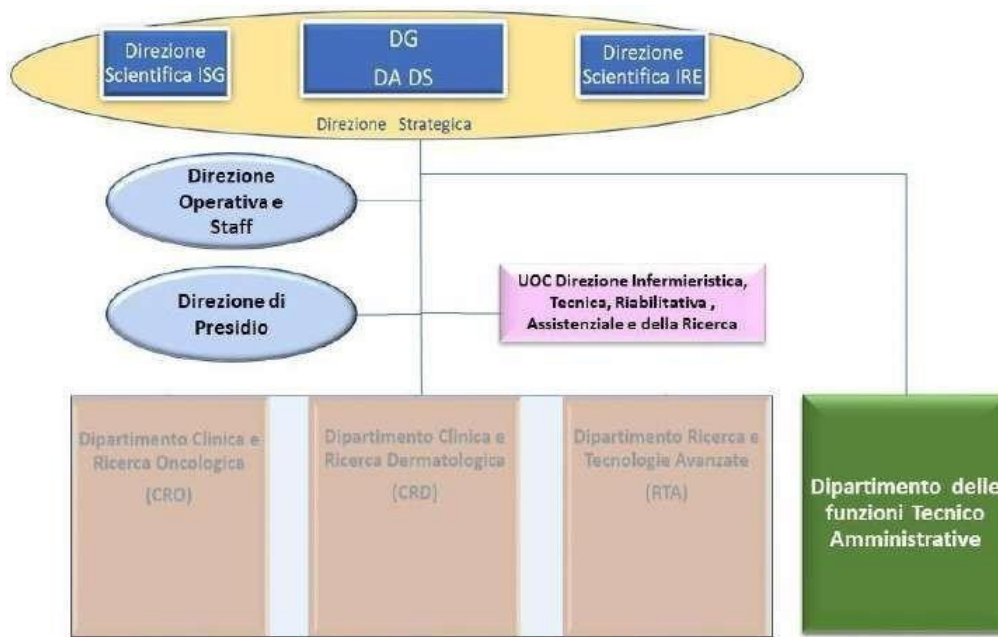 Direzione
Scientifica ISG
DG
DA DS
Direzione
Scientifica IRE
Direzione Strategica
Direzione
Operativa e
Staff
Direzione di
Presidio
UOC Direzione Infermieristica,
Tecnica, Riabilitativa ,
Assistenziale e della Ricerca
Dipartimento Clinica e
Ricerca Oncologica
(CRO)
Dipartimento Clinica e
Ricerca Dermatologica
(CRD)
Dipartimento Ricerca e
Tecnologie Avanzate
(RTA)
Dipartimento delle
funzioni Tecnico
Amministrative